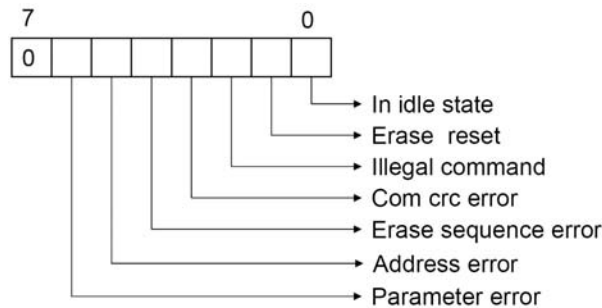 7 0
0
In idle state
Erase reset
Illegal command
Com crc error
Erase sequence error
Address error
Parameter error